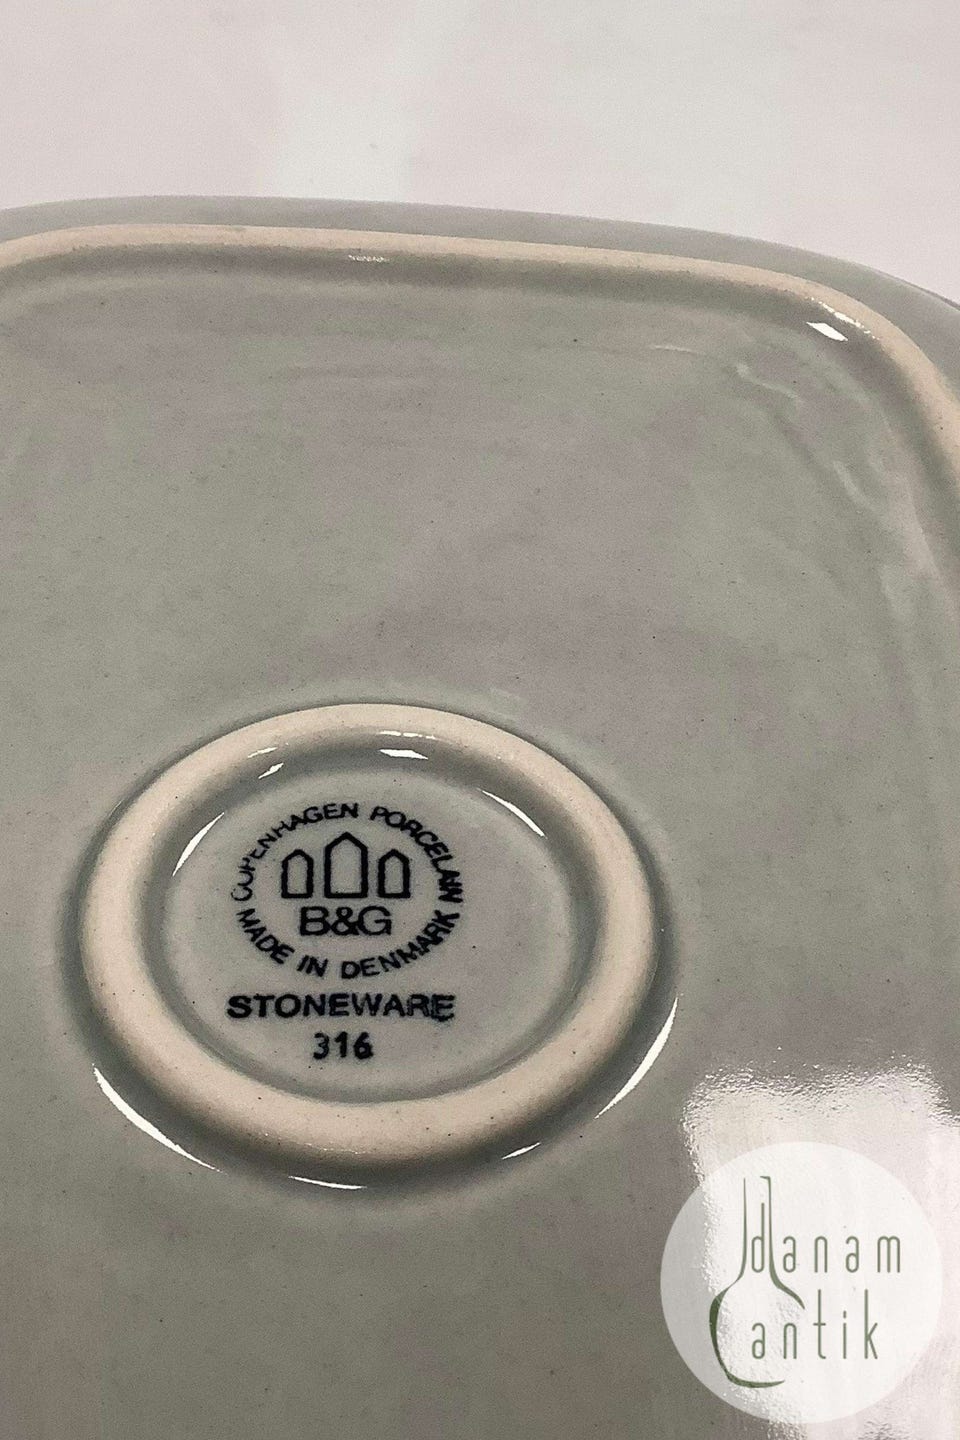 COPENHAGEN PORCELAIN
B&G
MADE IN DENMARK
STONEWARE
316
danam
antik